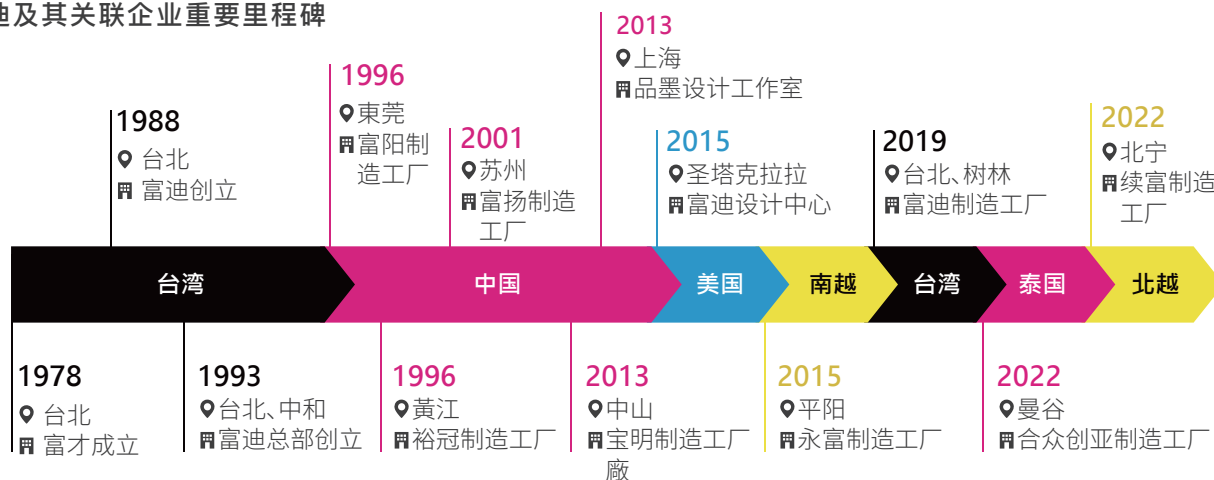 迪及其关联企业重要里程碑
1988
台北
富迪创立
1996
東莞
富阳制
造工厂
2001
苏州
富扬制造
工厂
2013
上海
品墨设计工作室
2015
圣塔克拉拉
富迪设计中心
2019
台北、树林
富迪制造工厂
2022
北宁
续富制造
工厂
台湾
中国
美国
南越
台湾
泰国
北越
1978
台北
富才成立
1993
台北、中和
富迪总部创立
1996
黃江
裕冠制造工厂
2013
中山
宝明制造工厂
廠
2015
平阳
永富制造工厂
2022
曼谷
合众创亚制造工厂